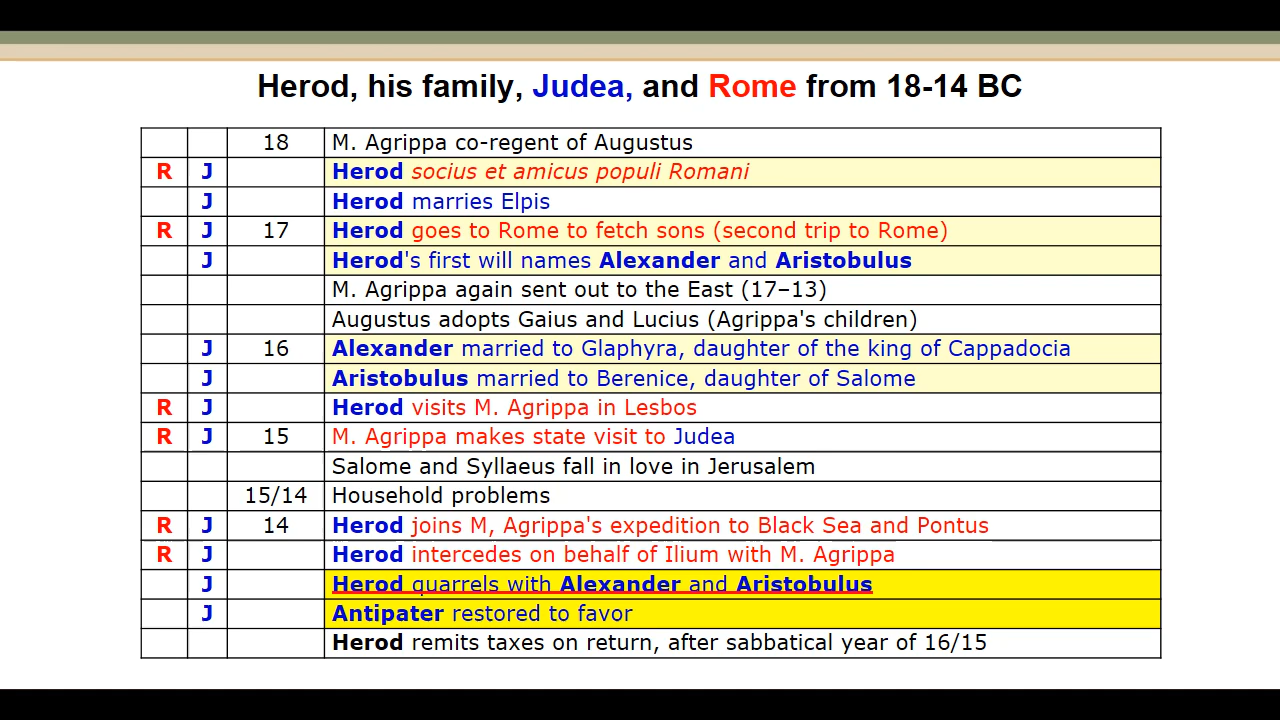 Herod, his family, Judea, and Rome from 18-14 BC
18 M. Agrippa co-regent of Augustus
R J Herod socius et amicus populi Romani
J Herod marries Elpis
R J 17 Herod goes to Rome to fetch sons (second trip to Rome)
J Herod's first will names Alexander and Aristobulus
M. Agrippa again sent out to the East (17–13)
Augustus adopts Gaius and Lucius (Agrippa's children)
J 16 Alexander married to Glaphyra, daughter of the king of Cappadocia
J Aristobulus married to Berenice, daughter of Salome
R J Herod visits M. Agrippa in Lesbos
R J 15 M. Agrippa makes state visit to Judea
Salome and Syllaeus fall in love in Jerusalem
15/14 Household problems
R J 14 Herod joins M, Agrippa's expedition to Black Sea and Pontus
R J Herod intercedes on behalf of Ilium with M. Agrippa
J Herod quarrels with Alexander and Aristobulus
J Antipater restored to favor
Herod remits taxes on return, after sabbatical year of 16/15